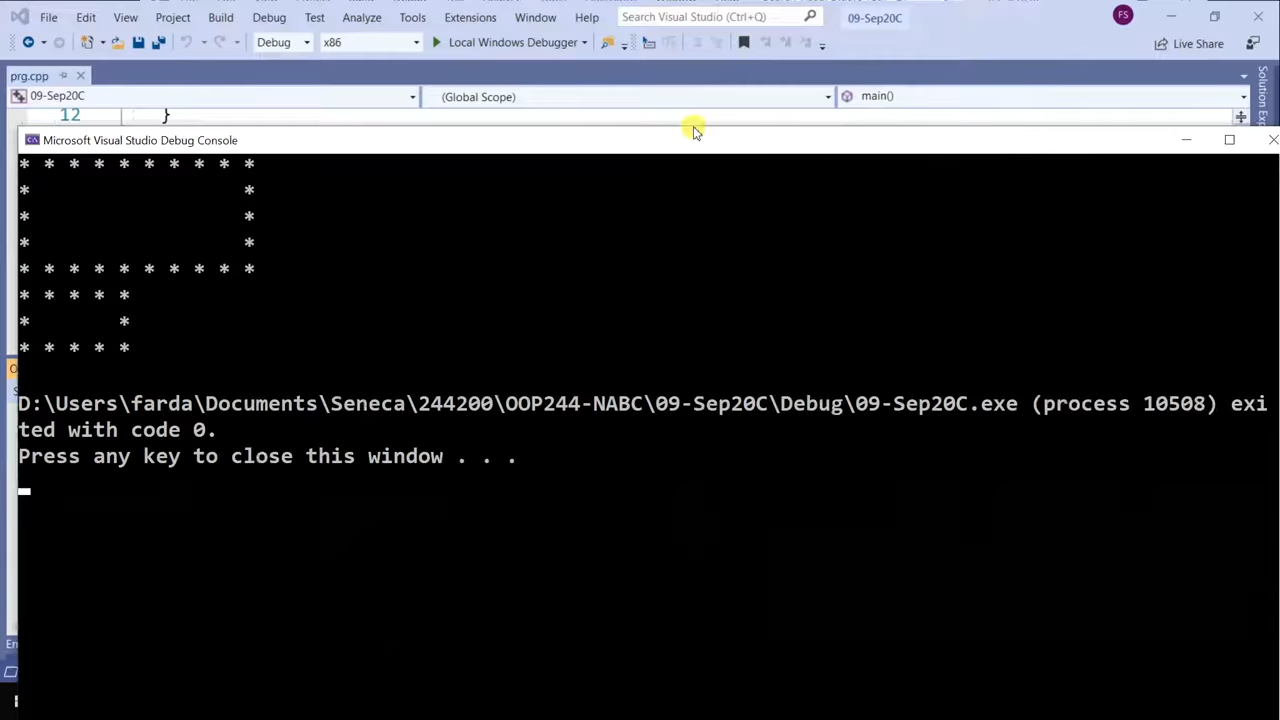 File Edit View Project Build Debug Test Analyze Tools Extensions Window Help Search Visual Studio (Ctrl+Q) 09-Sep20C FS
Debug x86 Local Windows Debugger Live Share
prg.cpp
09-Sep20C (Global Scope) main()
Solution Exp
12 }
Microsoft Visual Studio Debug Console
* * * * * * * * * *
*                 *
*                 *
*                 *
* * * * * * * * * *
* * * * *
*       *
* * * * *
D:\Users\farda\Documents\Seneca\244200\OOP244-NABC\09-Sep20C\Debug\09-Sep20C.exe (process 10508) exi
ted with code 0.
Press any key to close this window . . .